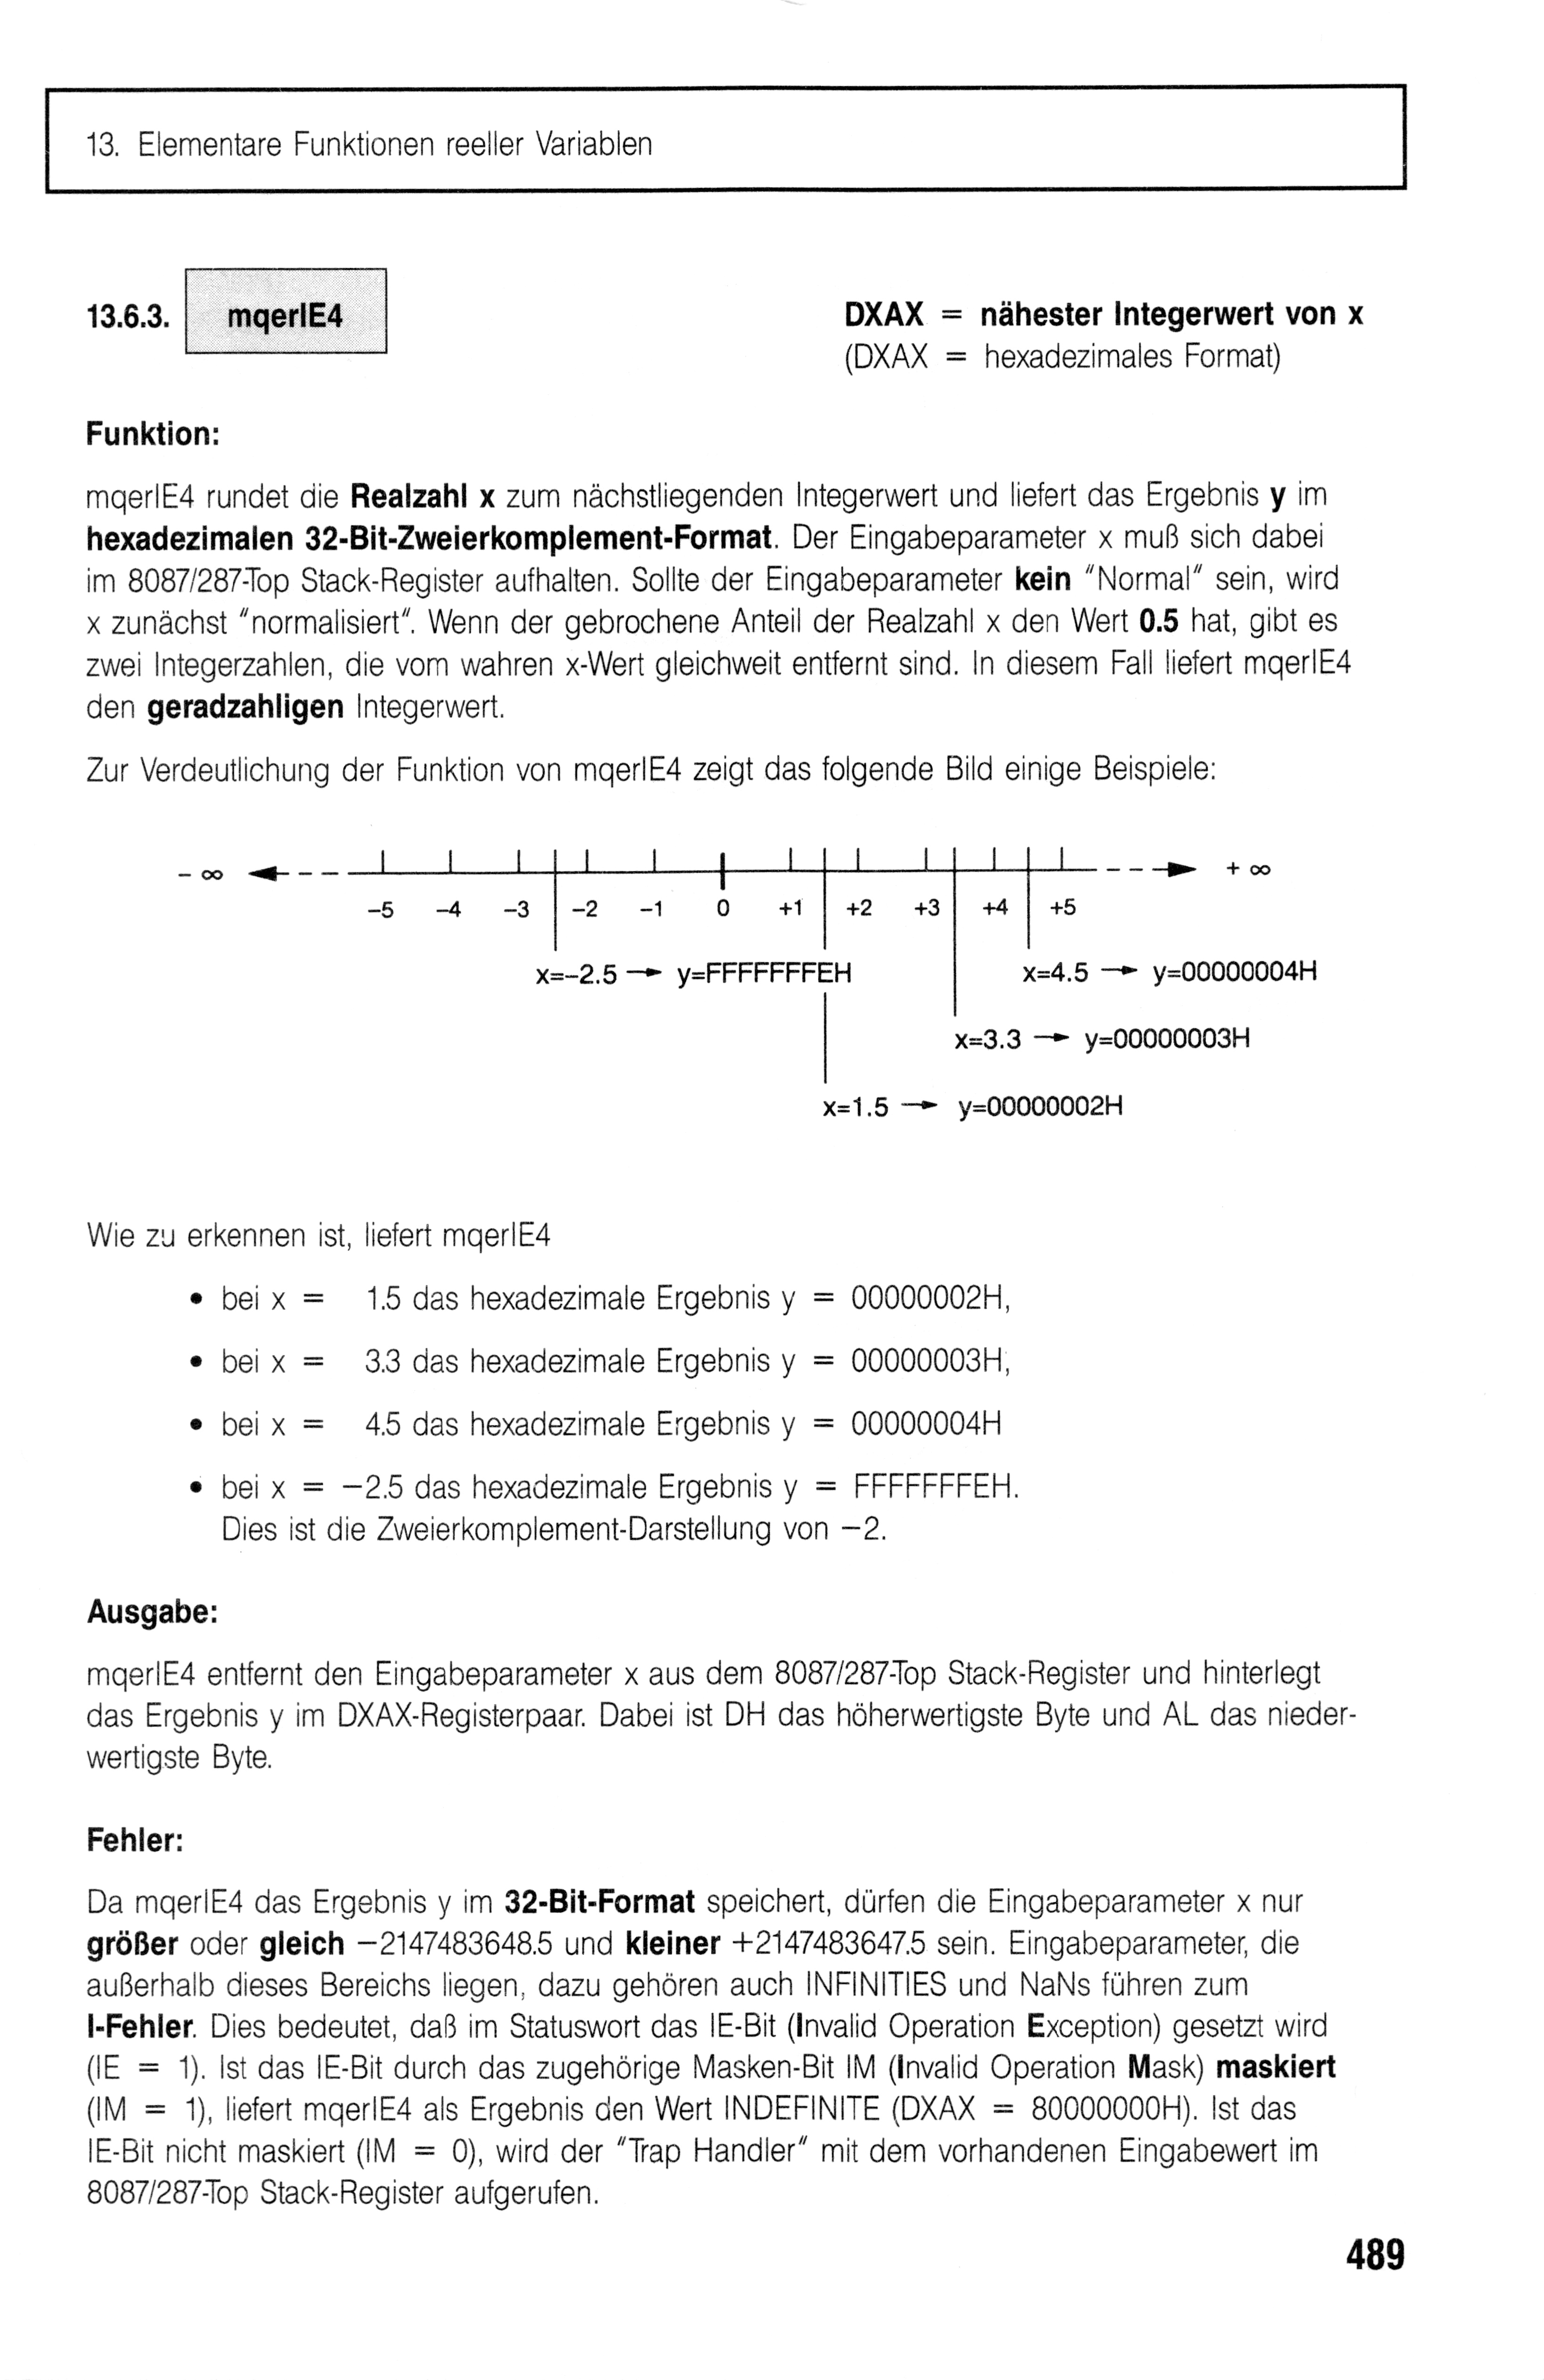 13. Elementare Funktionen reeller Variablen
13.6.3. mqerIE4 DXAX = nähester Integerwert von x
(DXAX = hexadezimales Format)
Funktion:
mqerIE4 rundet die Realzahl x zum nächstliegenden Integerwert und liefert das Ergebnis y im
hexadezimalen 32-Bit-Zweierkomplement-Format. Der Eingabeparameter x muß sich dabei
im 8087/287-Top Stack-Register aufhalten. Sollte der Eingabeparameter kein "Normal" sein, wird
x zunächst "normalisiert". Wenn der gebrochene Anteil der Realzahl x den Wert 0.5 hat, gibt es
zwei Integerzahlen, die vom wahren x-Wert gleichweit entfernt sind. In diesem Fall liefert mqerIE4
den geradzahligen Integerwert.
Zur Verdeutlichung der Funktion von mqerIE4 zeigt das folgende Bild einige Beispiele:
− ∞ + ∞
−5 −4 −3 −2 −1 0 +1 +2 +3 +4 +5
x=−2.5 → y=FFFFFFFEH x=4.5 → y=00000004H
x=3.3 → y=00000003H
x=1.5 → y=00000002H
Wie zu erkennen ist, liefert mqerIE4
• bei x = 1.5 das hexadezimale Ergebnis y = 00000002H,
• bei x = 3.3 das hexadezimale Ergebnis y = 00000003H,
• bei x = 4.5 das hexadezimale Ergebnis y = 00000004H
• bei x = −2.5 das hexadezimale Ergebnis y = FFFFFFFEH.
Dies ist die Zweierkomplement-Darstellung von −2.
Ausgabe:
mqerIE4 entfernt den Eingabeparameter x aus dem 8087/287-Top Stack-Register und hinterlegt
das Ergebnis y im DXAX-Registerpaar. Dabei ist DH das höherwertigste Byte und AL das nieder-
wertigste Byte.
Fehler:
Da mqerIE4 das Ergebnis y im 32-Bit-Format speichert, dürfen die Eingabeparameter x nur
größer oder gleich −2147483648.5 und kleiner +2147483647.5 sein. Eingabeparameter, die
außerhalb dieses Bereichs liegen, dazu gehören auch INFINITIES und NaNs führen zum
I-Fehler. Dies bedeutet, daß im Statuswort das IE-Bit (Invalid Operation Exception) gesetzt wird
(IE = 1). Ist das IE-Bit durch das zugehörige Masken-Bit IM (Invalid Operation Mask) maskiert
(IM = 1), liefert mqerIE4 als Ergebnis den Wert INDEFINITE (DXAX = 80000000H). Ist das
IE-Bit nicht maskiert (IM = 0), wird der "Trap Handler" mit dem vorhandenen Eingabewert im
8087/287-Top Stack-Register aufgerufen.
489